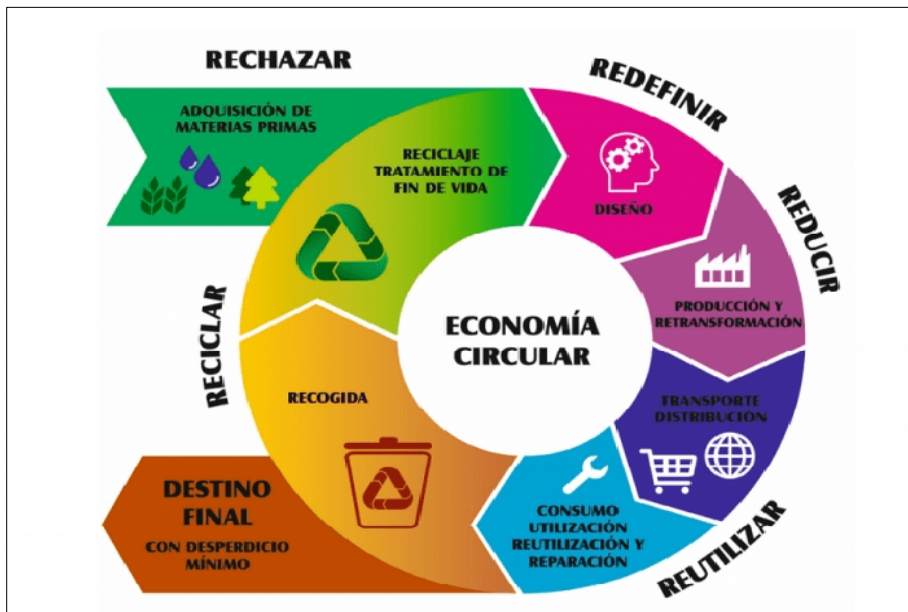 RECHAZAR
ADQUISICIÓN DE
MATERIAS PRIMAS
RECICLAJE
TRATAMIENTO DE
FIN DE VIDA
REDEFINIR
DISEÑO
REDUCIR
PRODUCCIÓN Y
RETRANSFORMACIÓN
ECONOMÍA
CIRCULAR
TRANSPORTE
DISTRIBUCIÓN
REUTILIZAR
CONSUMO
UTILIZACIÓN
REUTILIZACIÓN Y
REPARACIÓN
RECICLAR
RECOGIDA
DESTINO
FINAL
CON DESPERDICIO
MÍNIMO